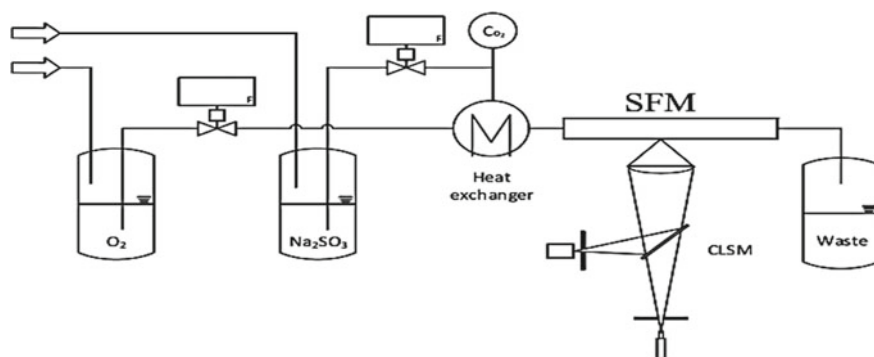 F
F
Co₂
SFM
Heat
exchanger
O₂
Na₂SO₃
CLSM
Waste